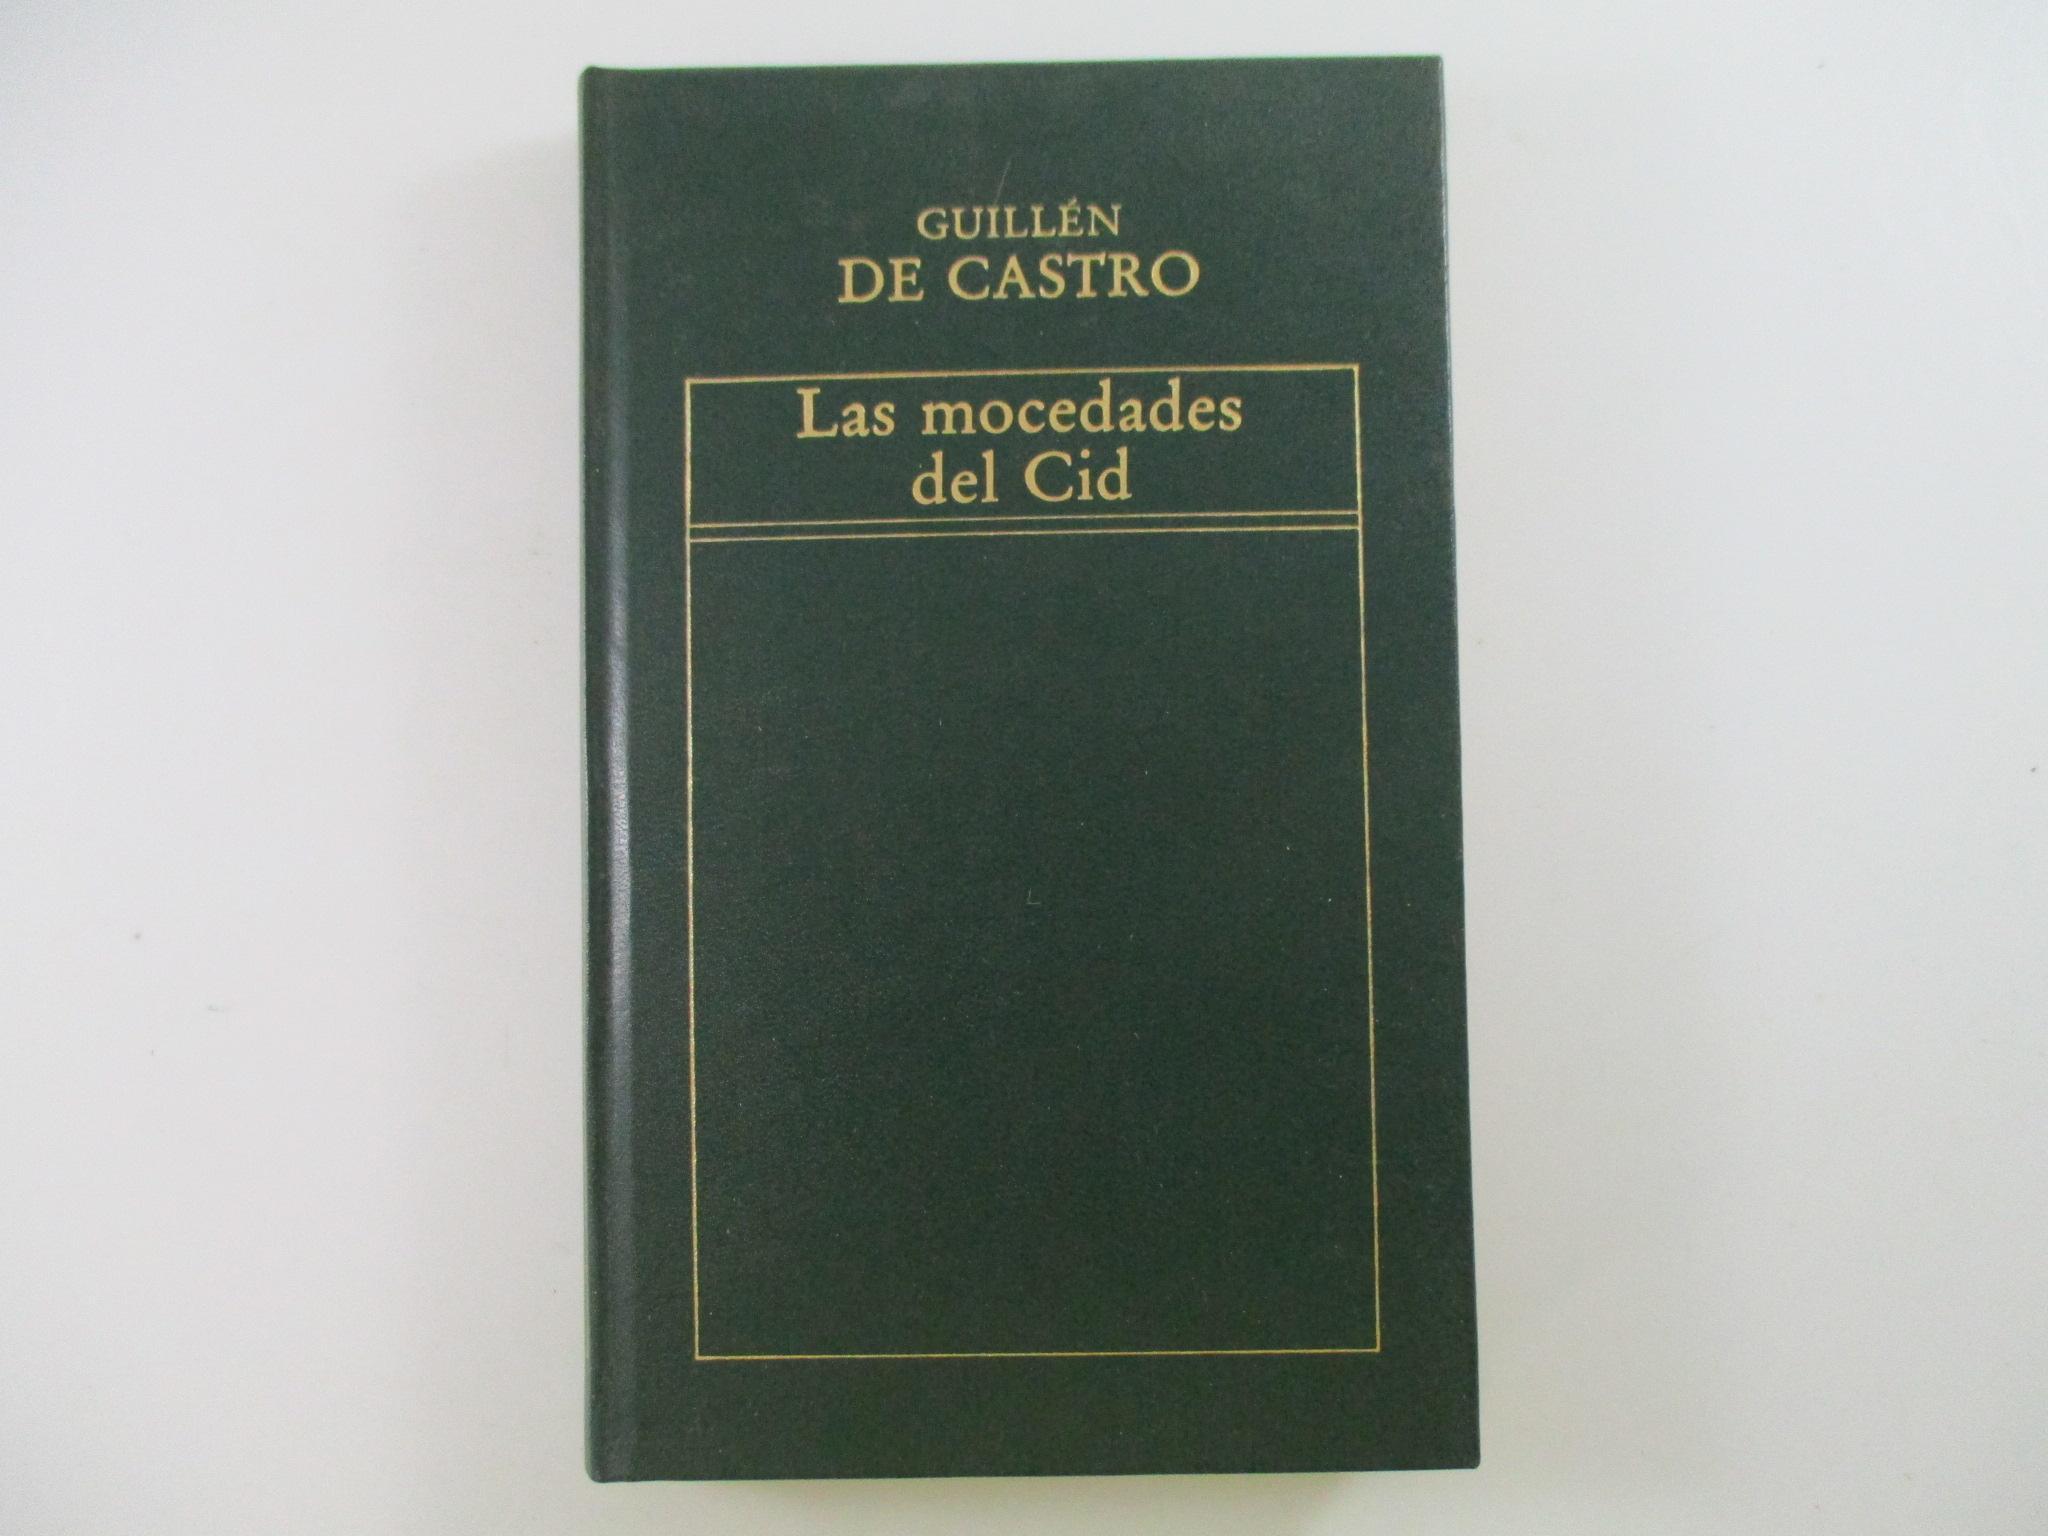 GUILLÉN
DE CASTRO
Las mocedades
del Cid